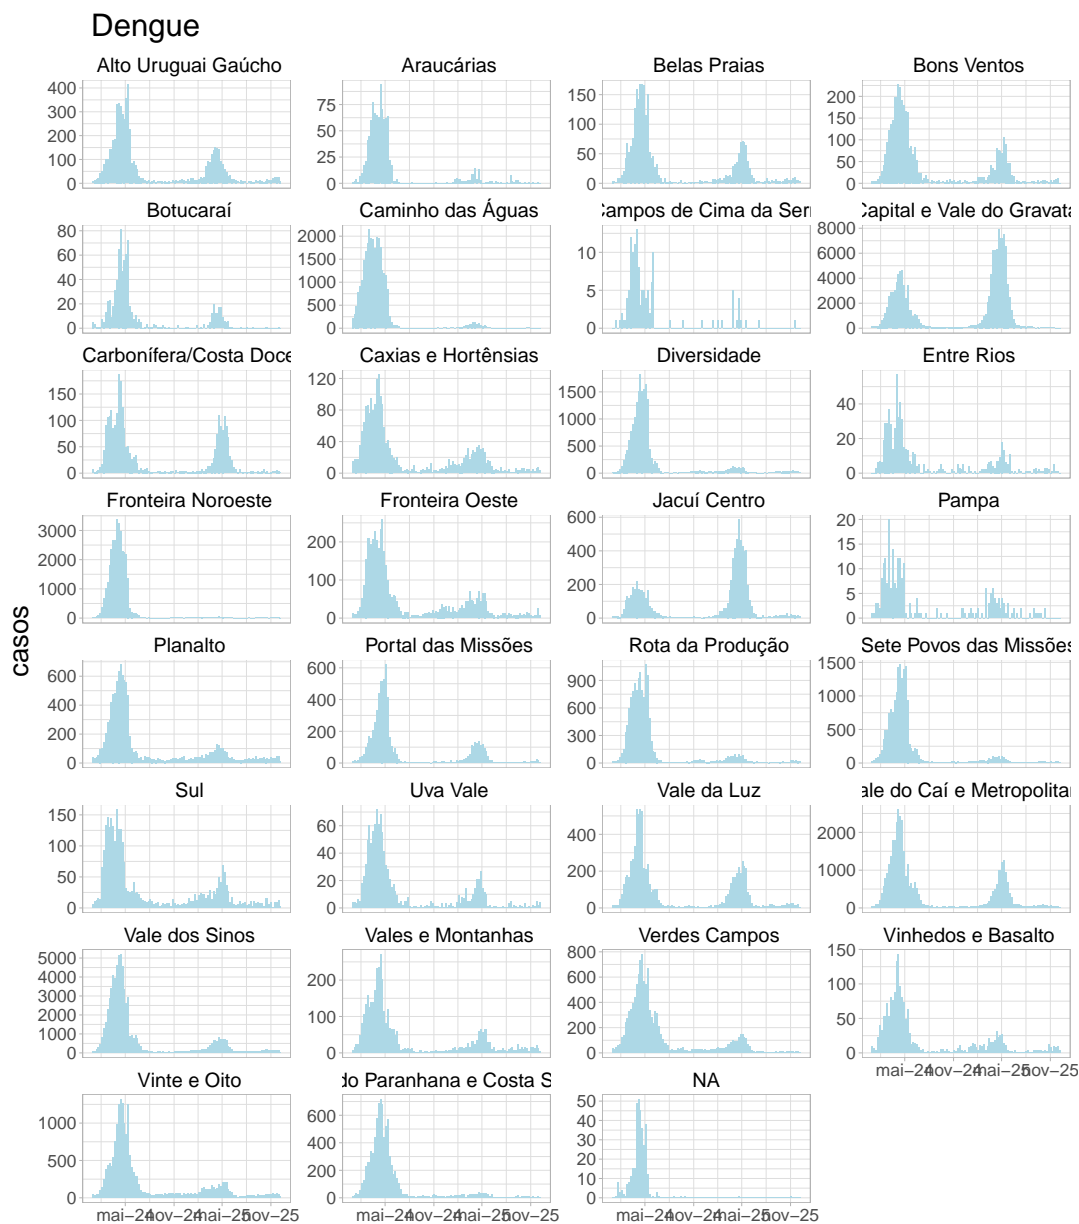 Dengue
Alto Uruguai Gaúcho Araucárias Belas Praias Bons Ventos
400 300 200 100 0
75 50 25 0
150 100 50 0
200 150 100 50 0
Botucaraí Caminho das Águas Campos de Cima da Ser Capital e Vale do Gravata
80 60 40 20 0
2000 1500 1000 500 0
10 5 0
8000 6000 4000 2000 0
Carbonífera/Costa Doce Caxias e Hortênsias Diversidade Entre Rios
150 100 50 0
120 80 40 0
1500 1000 500 0
40 20 0
Fronteira Noroeste Fronteira Oeste Jacuí Centro Pampa
3000 2000 1000 0
200 100 0
600 400 200 0
20 15 10 5 0
casos
Planalto Portal das Missões Rota da Produção Sete Povos das Missões
600 400 200 0
600 400 200 0
900 600 300 0
1500 1000 500 0
Sul Uva Vale Vale da Luz ale do Caí e Metropolita
150 100 50 0
60 40 20 0
400 200 0
2000 1000 0
Vale dos Sinos Vales e Montanhas Verdes Campos Vinhedos e Basalto
5000 4000 3000 2000 1000 0
200 100 0
800 600 400 200 0
150 100 50 0
mai−24 nov−24 mai−25 nov−25
Vinte e Oito do Paranhana e Costa S NA
1000 500 0
600 400 200 0
50 40 30 20 10 0
mai−24 nov−24 mai−25 nov−25
mai−24 nov−24 mai−25 nov−25
mai−24 nov−24 mai−25 nov−25